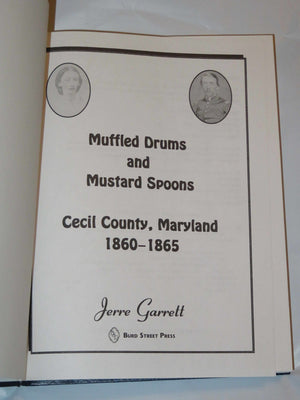 Muffled Drums
and
Mustard Spoons
Cecil County, Maryland
1860–1865
Jerre Garrett
Burd Street Press